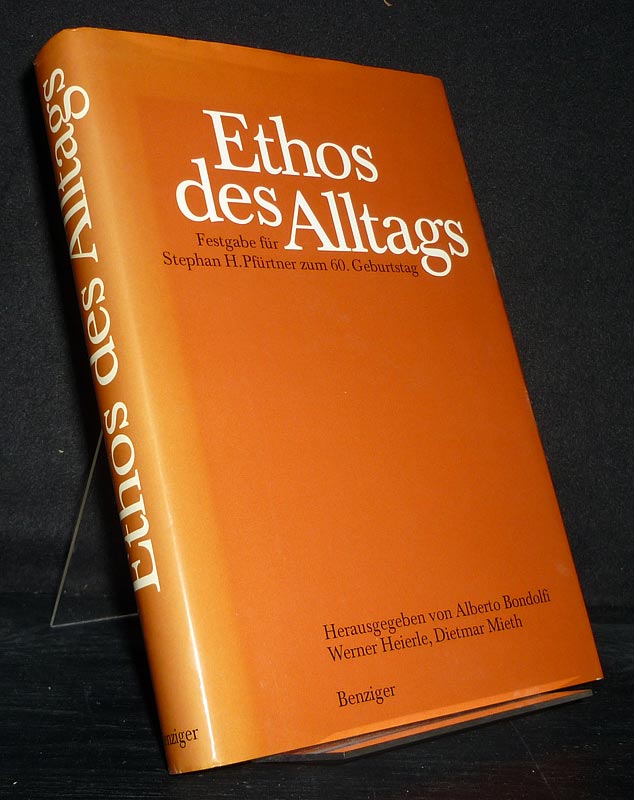 Ethos
des Alltags
Festgabe für
Stephan H. Pfürtner zum 60. Geburtstag
Herausgegeben von Alberto Bondolfi
Werner Heierle, Dietmar Mieth
Benziger
Ethos des Alltags
Benziger